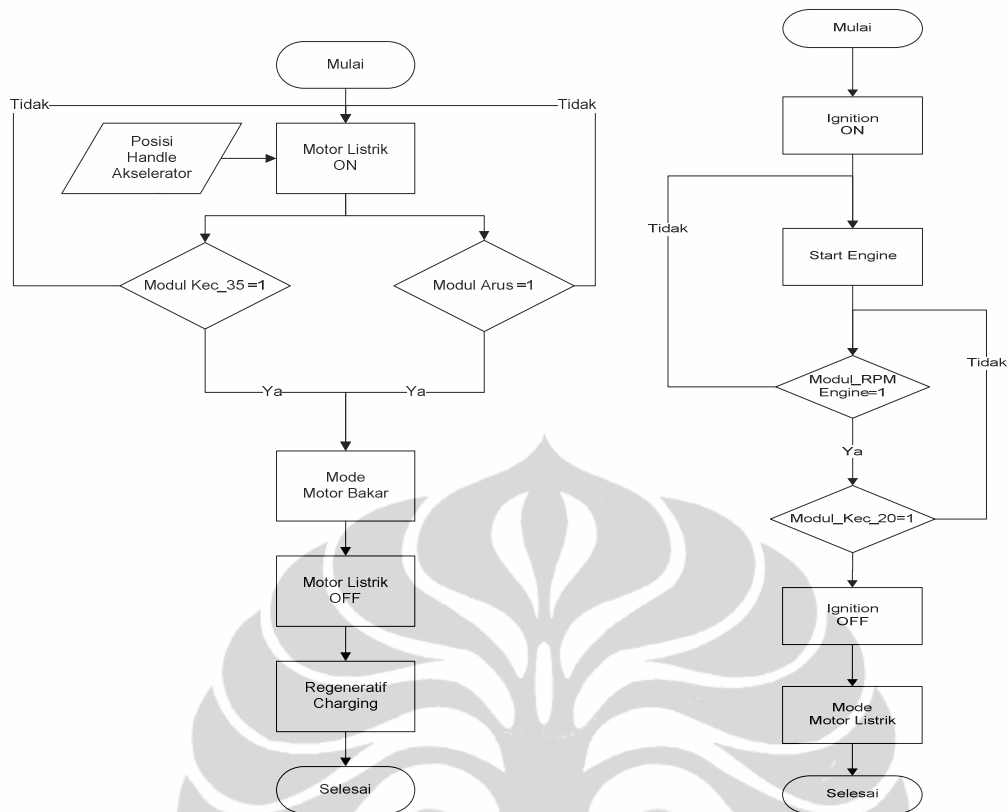 Mulai
Tidak
Tidak
Posisi
Handle
Akselerator
Motor Listrik
ON
Modul Kec_35 =1
Modul Arus =1
Ya
Ya
Mode
Motor Bakar
Motor Listrik
OFF
Regeneratif
Charging
Selesai
Mulai
Ignition
ON
Tidak
Start Engine
Tidak
Modul_RPM
Engine=1
Ya
Modul_Kec_20=1
Ignition
OFF
Mode
Motor Listrik
Selesai